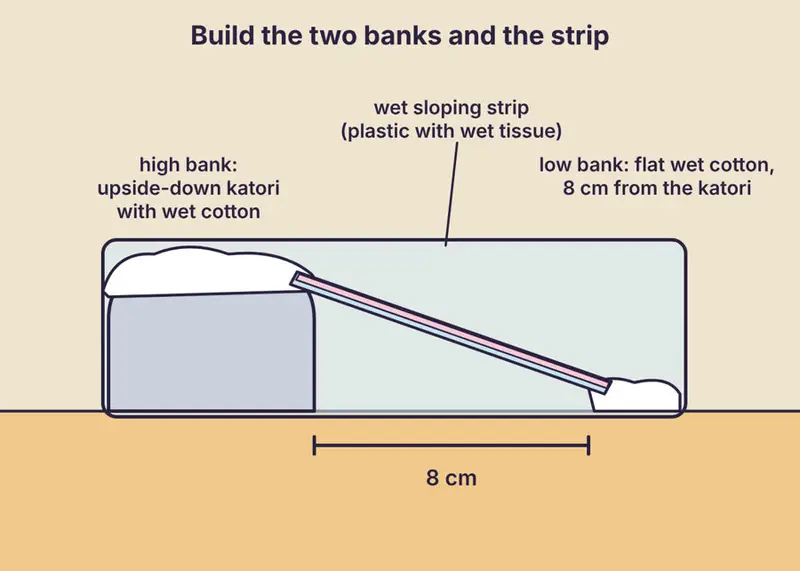 Build the two banks and the strip
wet sloping strip
(plastic with wet tissue)
high bank:
upside-down katori
with wet cotton
low bank: flat wet cotton,
8 cm from the katori
8 cm